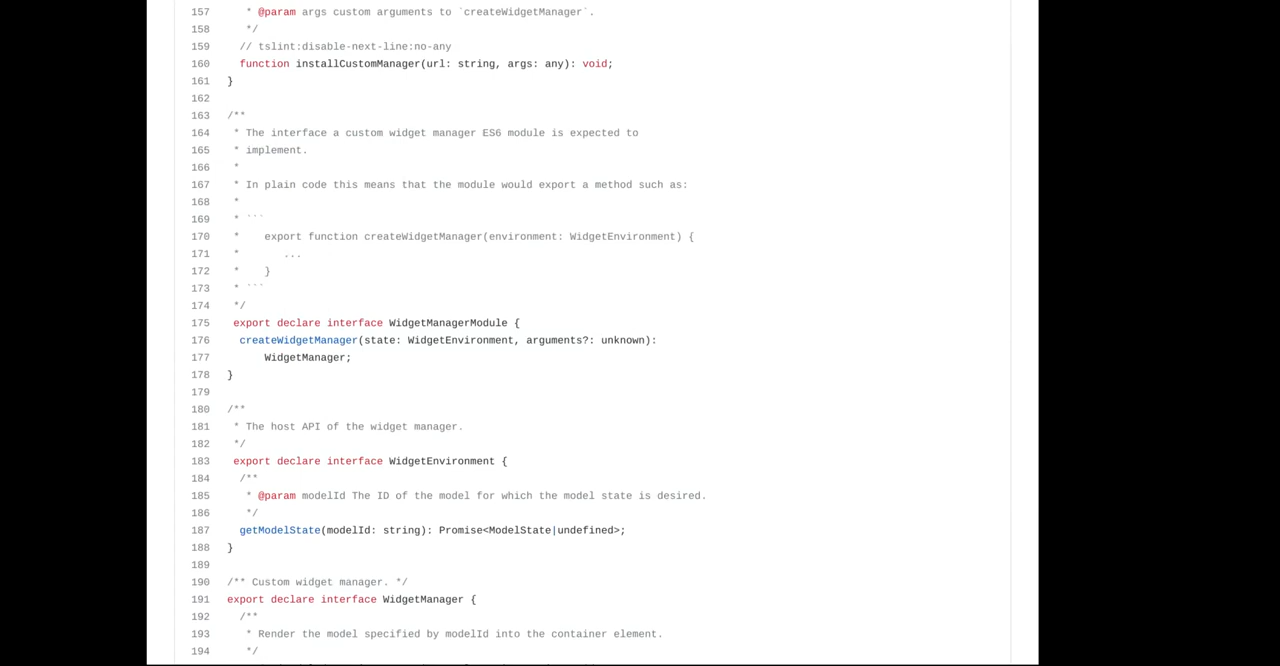 157 * @param args custom arguments to `createWidgetManager`.
158 */
159 // tslint:disable-next-line:no-any
160 function installCustomManager(url: string, args: any): void;
161 }
162
163 /**
164 * The interface a custom widget manager ES6 module is expected to
165 * implement.
166 *
167 * In plain code this means that the module would export a method such as:
168 *
169 * ```
170 * export function createWidgetManager(environment: WidgetEnvironment) {
171 * ...
172 * }
173 * ```
174 */
175 export declare interface WidgetManagerModule {
176 createWidgetManager(state: WidgetEnvironment, arguments?: unknown):
177 WidgetManager;
178 }
179
180 /**
181 * The host API of the widget manager.
182 */
183 export declare interface WidgetEnvironment {
184 /**
185 * @param modelId The ID of the model for which the model state is desired.
186 */
187 getModelState(modelId: string): Promise<ModelState|undefined>;
188 }
189
190 /** Custom widget manager. */
191 export declare interface WidgetManager {
192 /**
193 * Render the model specified by modelId into the container element.
194 */